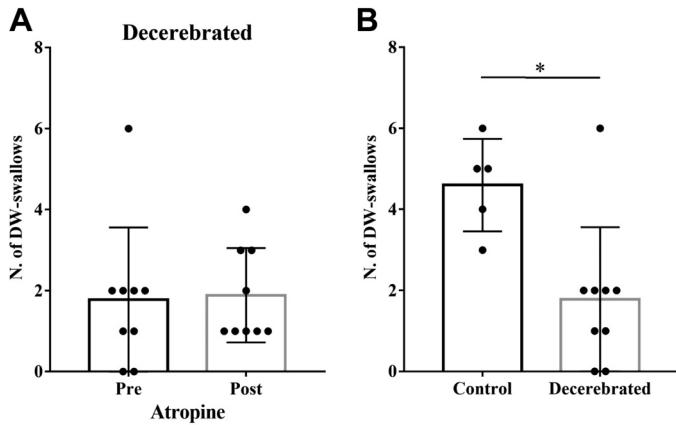 A
Decerebrated
N. of DW-swallows
8
6
4
2
0
Pre
Post
Atropine
B
*
N. of DW-swallows
8
6
4
2
0
Control
Decerebrated